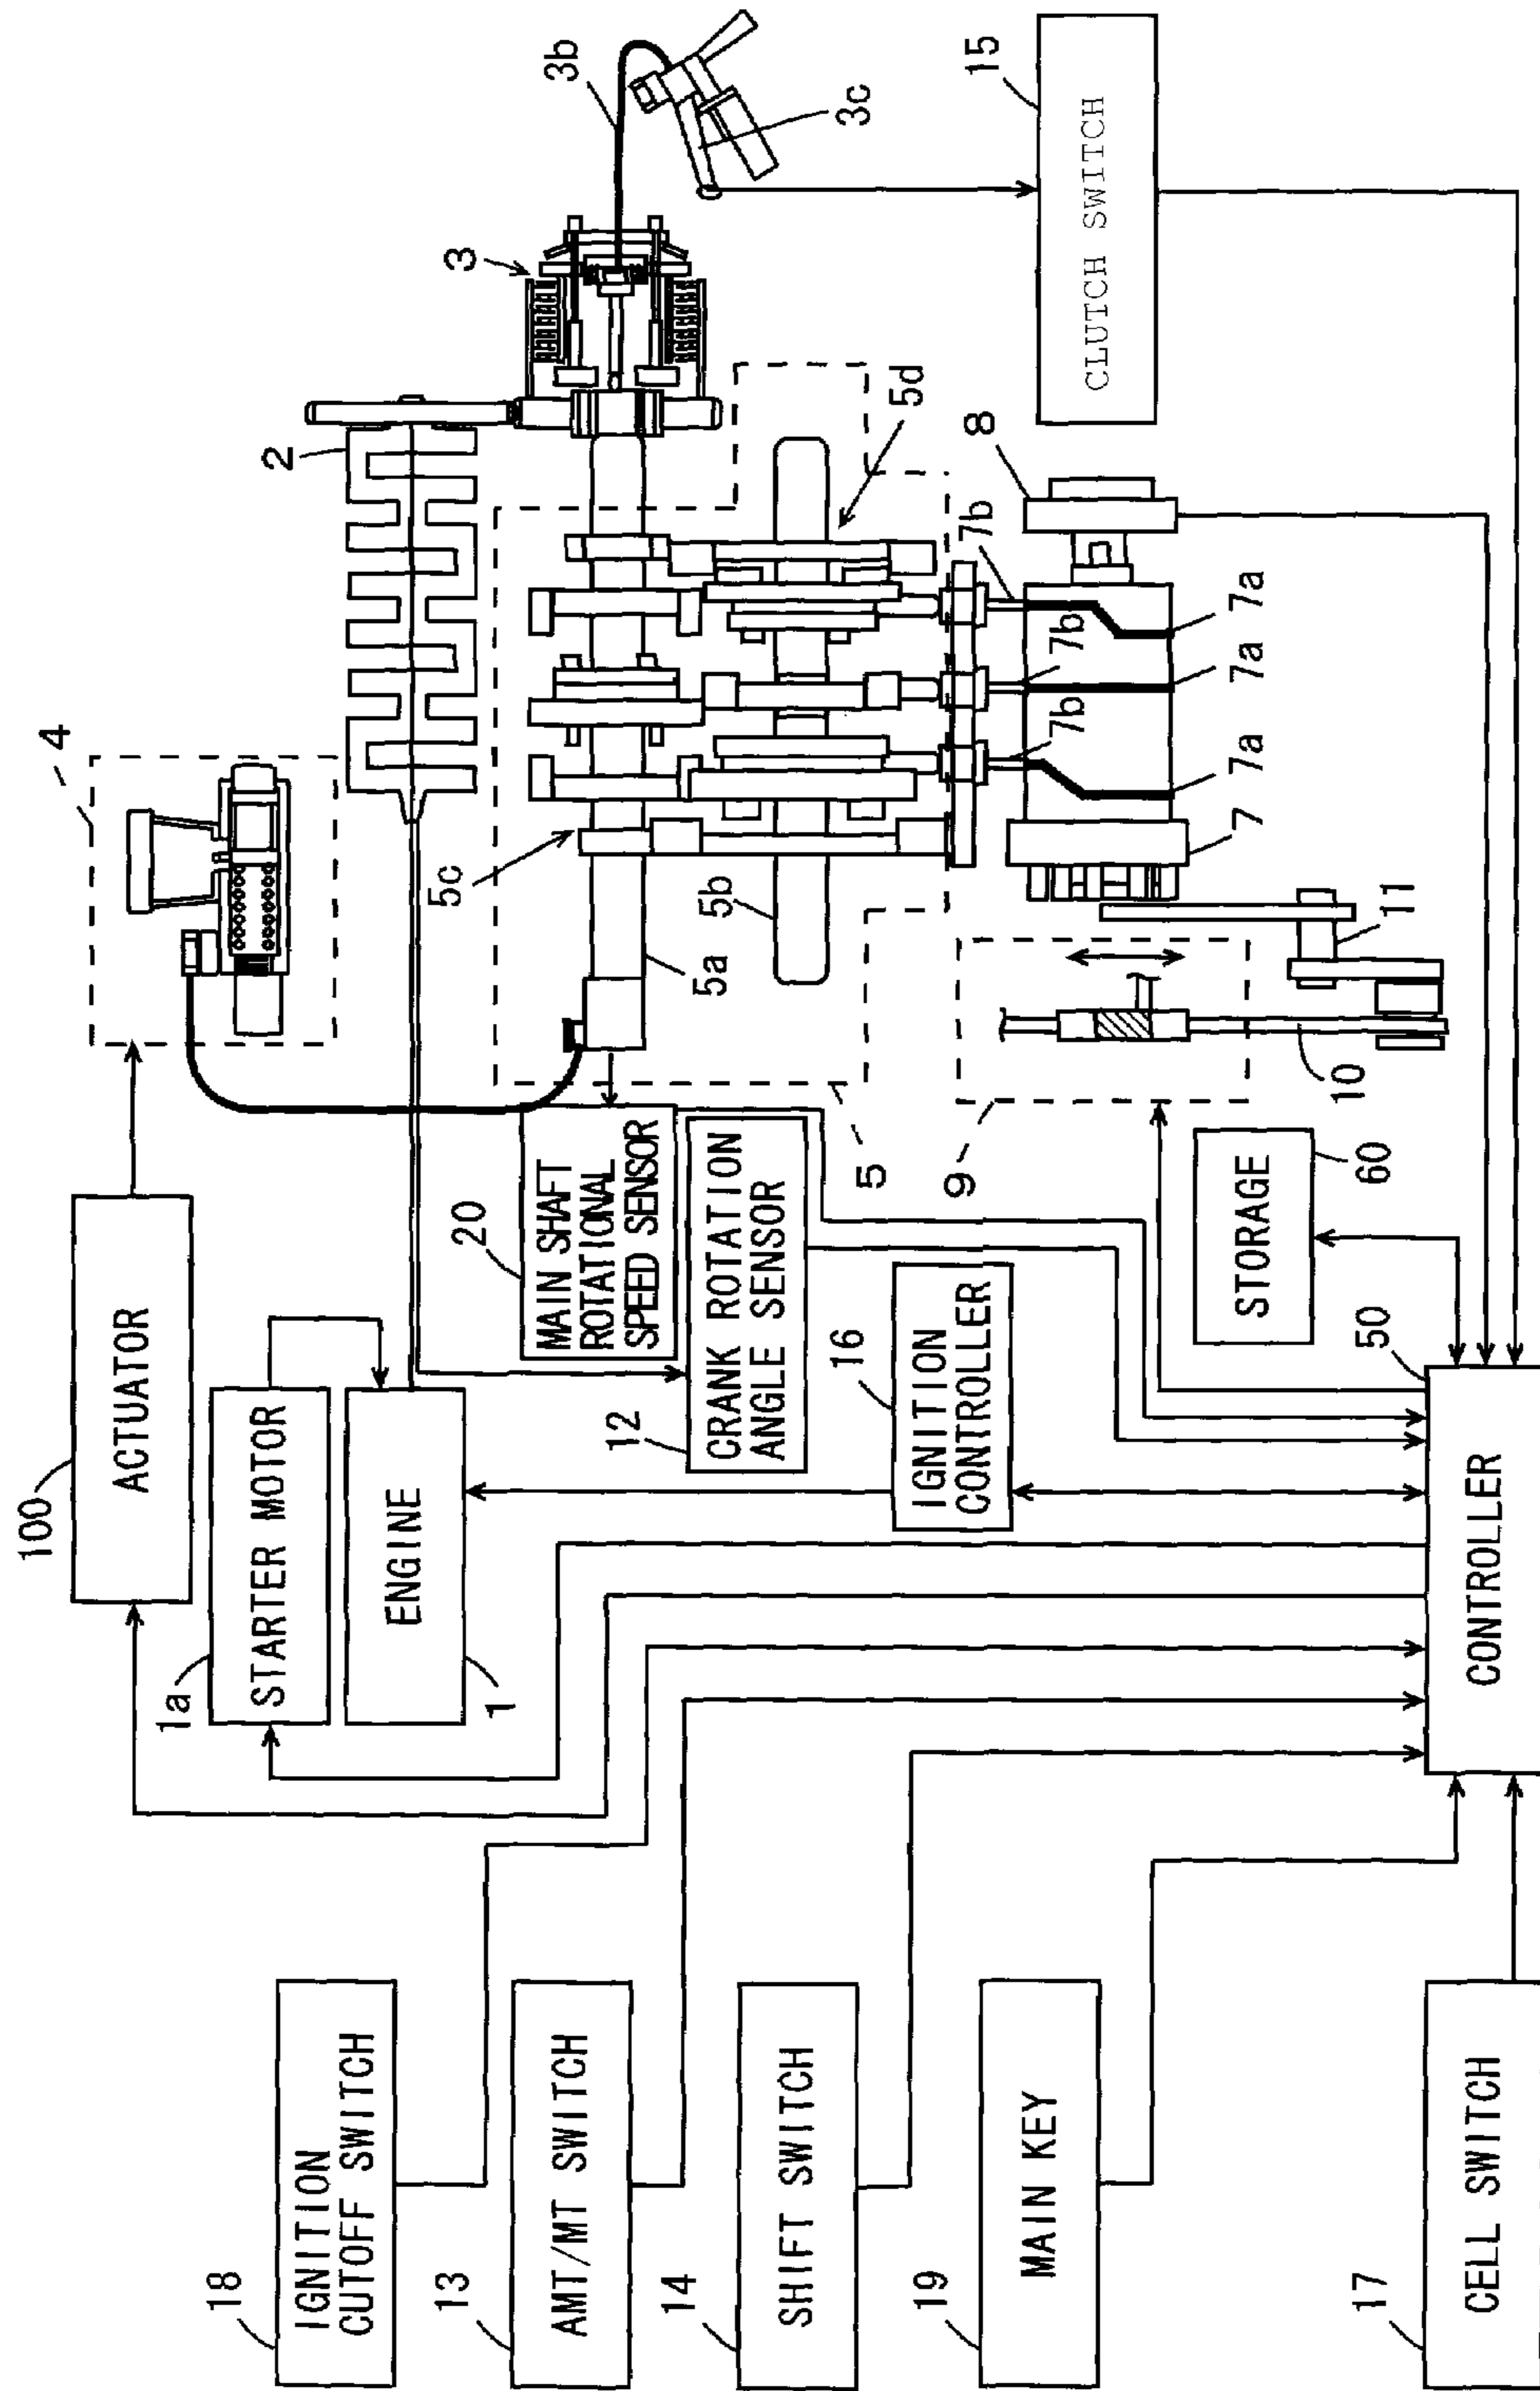 100
ACTUATOR
1a
STARTER MOTOR
ENGINE
1
4
2
3
3b
3c
15
CLUTCH SWITCH
5c
5d
5a
5b
5
20
MAIN SHAFT
ROTATIONAL
SPEED SENSOR
12
CRANK ROTATION
ANGLE SENSOR
16
IGNITION
CONTROLLER
7b
7b
7b
7a
7a
7a
8
7
9
10
11
STORAGE
60
50
CONTROLLER
18
IGNITION
CUTOFF SWITCH
13
AMT/MT SWITCH
14
SHIFT SWITCH
19
MAIN KEY
17
CELL SWITCH